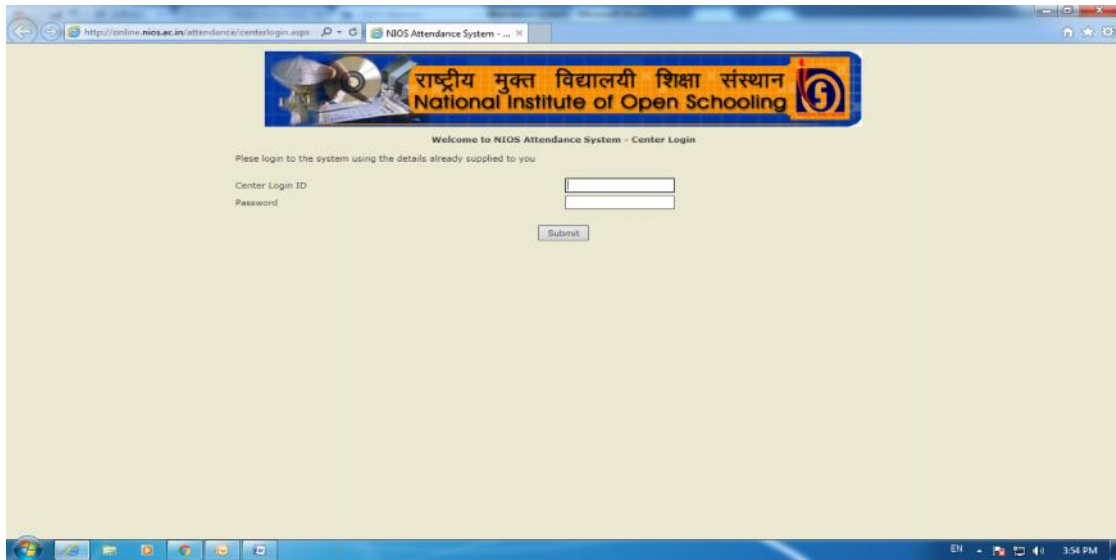 http://online.nios.ac.in/attendance/centerlogin.aspx
NIOS Attendance System - ...
राष्ट्रीय मुक्त विद्यालयी शिक्षा संस्थान
National Institute of Open Schooling
Welcome to NIOS Attendance System - Center Login
Plese login to the system using the details already supplied to you
Center Login ID
Password
Submit
EN
3:54 PM